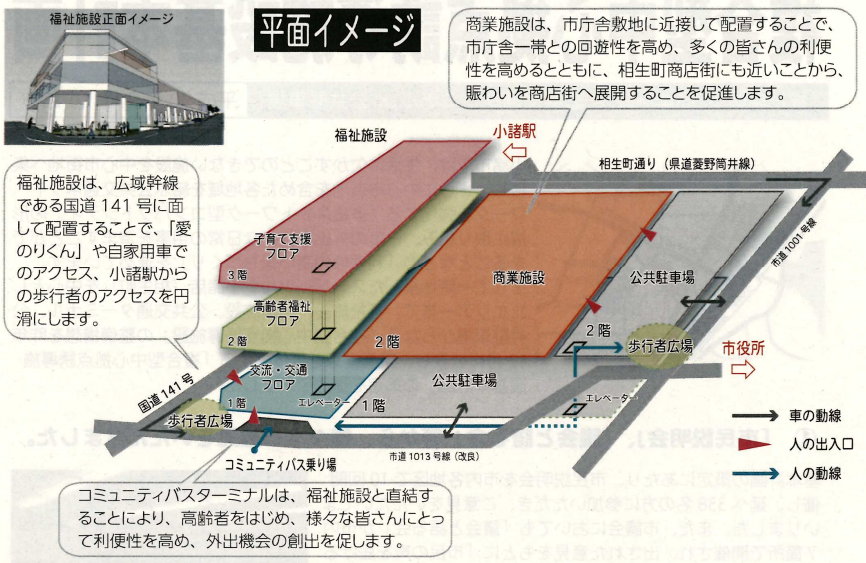 福祉施設正面イメージ
平面イメージ
商業施設は、市庁舎敷地に近接して配置することで、
市庁舎一帯との回遊性を高め、多くの皆さんの利便
性を高めるとともに、相生町商店街にも近いことから、
賑わいを商店街へ展開することを促進します。
福祉施設
小諸駅
相生町通り（県道菱野筒井線）
福祉施設は、広域幹線
である国道 141 号に面
して配置することで、「愛
のりくん」や自家用車で
のアクセス、小諸駅から
の歩行者のアクセスを円
滑にします。
子育て支援
フロア
3 階
商業施設
公共駐車場
市道 1001 号線
高齢者福祉
フロア
2 階
2 階
2 階
歩行者広場
市役所
交流・交通
フロア
1 階
エレベーター
公共駐車場
1 階
エレベーター
国道 141 号
歩行者広場
コミュニティバス乗り場
市道 1013 号線（改良）
車の動線
人の出入口
人の動線
コミュニティバスターミナルは、福祉施設と直結す
ることにより、高齢者をはじめ、様々な皆さんにとっ
て利便性を高め、外出機会の創出を促します。